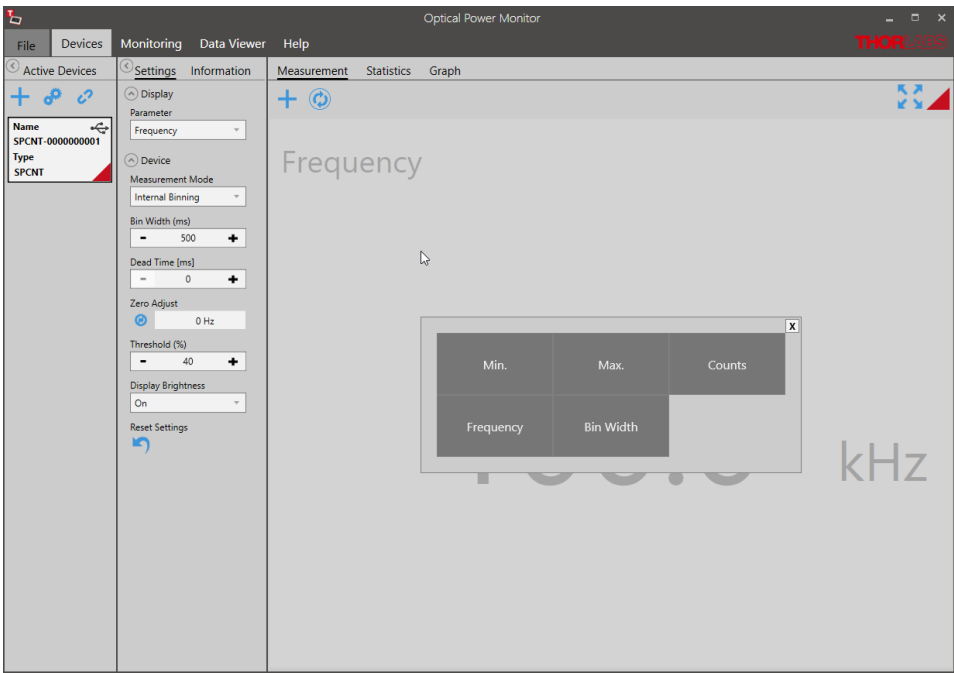 Optical Power Monitor
File Devices Monitoring Data Viewer Help
THORLABS
Active Devices
Name
SPCNT-0000000001
Type
SPCNT
Settings Information
Display
Parameter
Frequency
Device
Measurement Mode
Internal Binning
Bin Width (ms)
- 500 +
Dead Time [ms]
- 0 +
Zero Adjust
0 Hz
Threshold (%)
- 40 +
Display Brightness
On
Reset Settings
Measurement Statistics Graph
Frequency
X
Min. Max. Counts
Frequency Bin Width
kHz